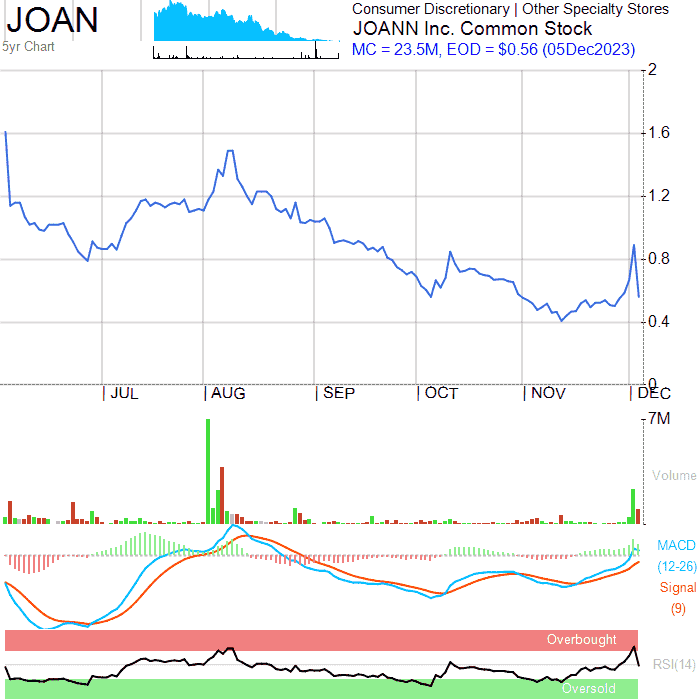 JOAN
5yr Chart
Consumer Discretionary | Other Specialty Stores
JOANN Inc. Common Stock
MC = 23.5M, EOD = $0.56 (05Dec2023)
2
1.6
1.2
0.8
0.4
0
JUL
AUG
SEP
OCT
NOV
DEC
7M
Volume
MACD
(12-26)
Signal
(9)
Overbought
RSI(14)
Oversold